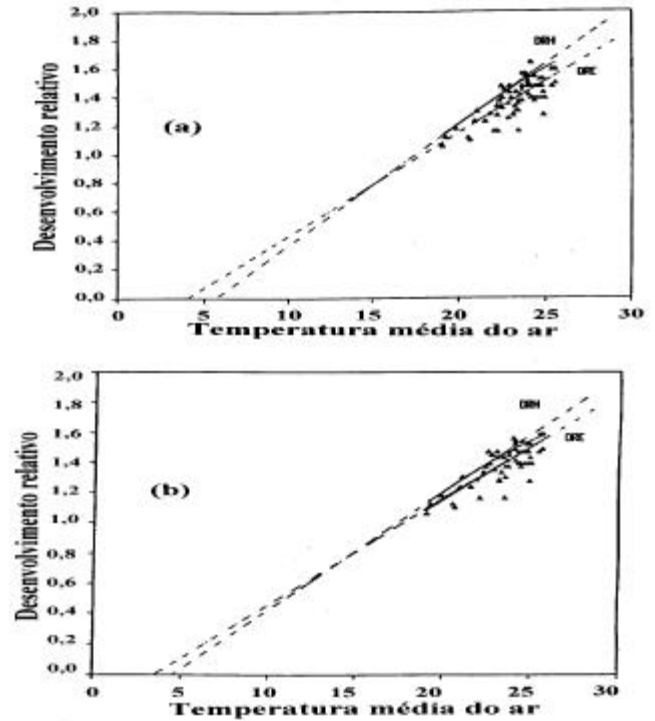 2,0
1,8
1,6
1,4
1,2
1,0
0,8
0,6
0,4
0,2
0,0
Desenvolvimento relativo
(a)
DRH
DRE
0 5 10 15 20 25 30
Temperatura média do ar
2,0
1,8
1,6
1,4
1,2
1,0
0,8
0,6
0,4
0,2
0,0
Desenvolvimento relativo
(b)
DRH
DRE
0 5 10 15 20 25 30
Temperatura média do ar